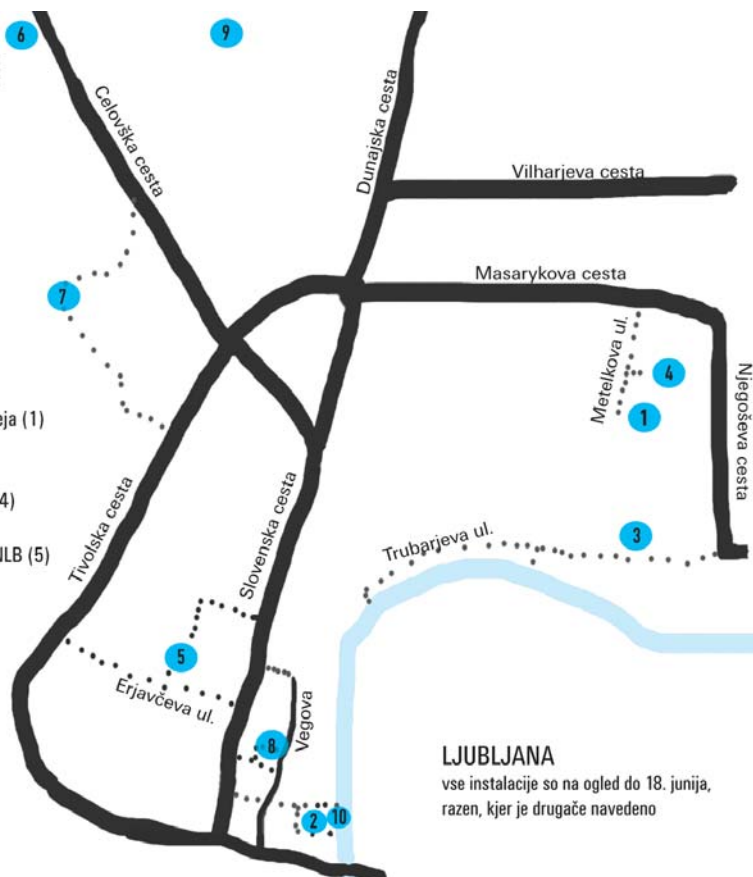 6
9
Celovška cesta
Dunajska cesta
Vilharjeva cesta
7
Masarykova cesta
Metelkova ul.
4
Njegoševa cesta
eja (1)
1
4)
Tivolska cesta
Slovenska cesta
3
Trubarjeva ul.
NLB (5)
5
Erjavčeva ul.
Vegova
8
LJUBLJANA
vse instalacije so na ogled do 18. junija,
razen, kjer je drugače navedeno
2
10